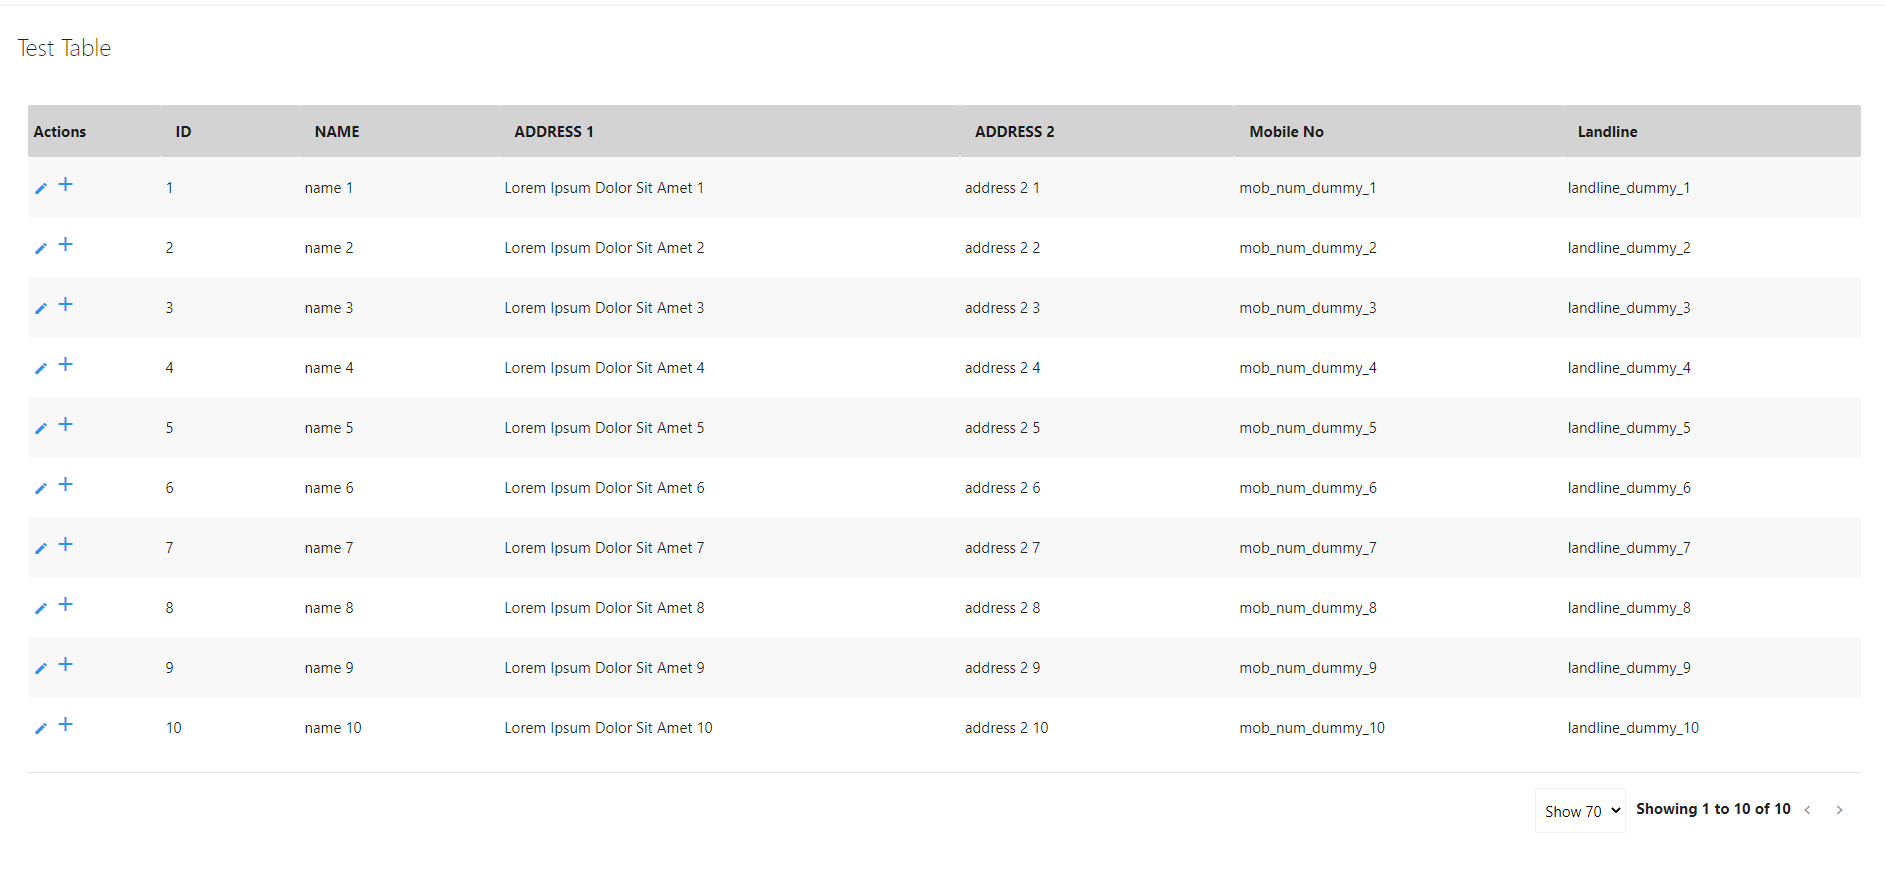 Test Table
Actions ID NAME ADDRESS 1 ADDRESS 2 Mobile No Landline
1 name 1 Lorem Ipsum Dolor Sit Amet 1 address 2 1 mob_num_dummy_1 landline_dummy_1
2 name 2 Lorem Ipsum Dolor Sit Amet 2 address 2 2 mob_num_dummy_2 landline_dummy_2
3 name 3 Lorem Ipsum Dolor Sit Amet 3 address 2 3 mob_num_dummy_3 landline_dummy_3
4 name 4 Lorem Ipsum Dolor Sit Amet 4 address 2 4 mob_num_dummy_4 landline_dummy_4
5 name 5 Lorem Ipsum Dolor Sit Amet 5 address 2 5 mob_num_dummy_5 landline_dummy_5
6 name 6 Lorem Ipsum Dolor Sit Amet 6 address 2 6 mob_num_dummy_6 landline_dummy_6
7 name 7 Lorem Ipsum Dolor Sit Amet 7 address 2 7 mob_num_dummy_7 landline_dummy_7
8 name 8 Lorem Ipsum Dolor Sit Amet 8 address 2 8 mob_num_dummy_8 landline_dummy_8
9 name 9 Lorem Ipsum Dolor Sit Amet 9 address 2 9 mob_num_dummy_9 landline_dummy_9
10 name 10 Lorem Ipsum Dolor Sit Amet 10 address 2 10 mob_num_dummy_10 landline_dummy_10
Show 70 Showing 1 to 10 of 10